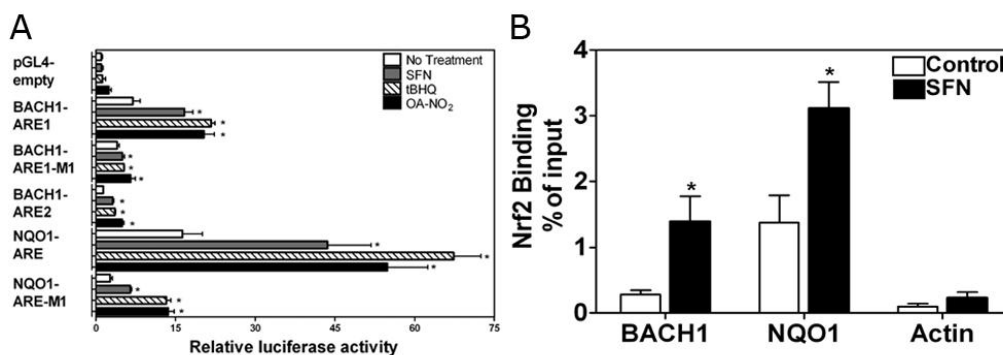 A
pGL4-
empty
BACH1-
ARE1
BACH1-
ARE1-M1
BACH1-
ARE2
NQO1-
ARE
NQO1-
ARE-M1
No Treatment
SFN
tBHQ
OA-NO₂
* * * * * * * * * * * * * * *
0 15 30 45 60 75
Relative luciferase activity
B
Nrf2 Binding
% of input
4
3
2
1
0
Control
SFN
* *
BACH1 NQO1 Actin